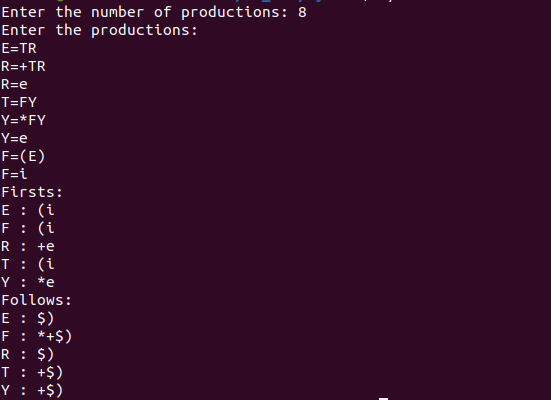 Enter the number of productions: 8
Enter the productions:
E=TR
R=+TR
R=e
T=FY
Y=*FY
Y=e
F=(E)
F=i
Firsts:
E : (i
F : (i
R : +e
T : (i
Y : *e
Follows:
E : $)
F : *+$)
R : $)
T : +$)
Y : +$)